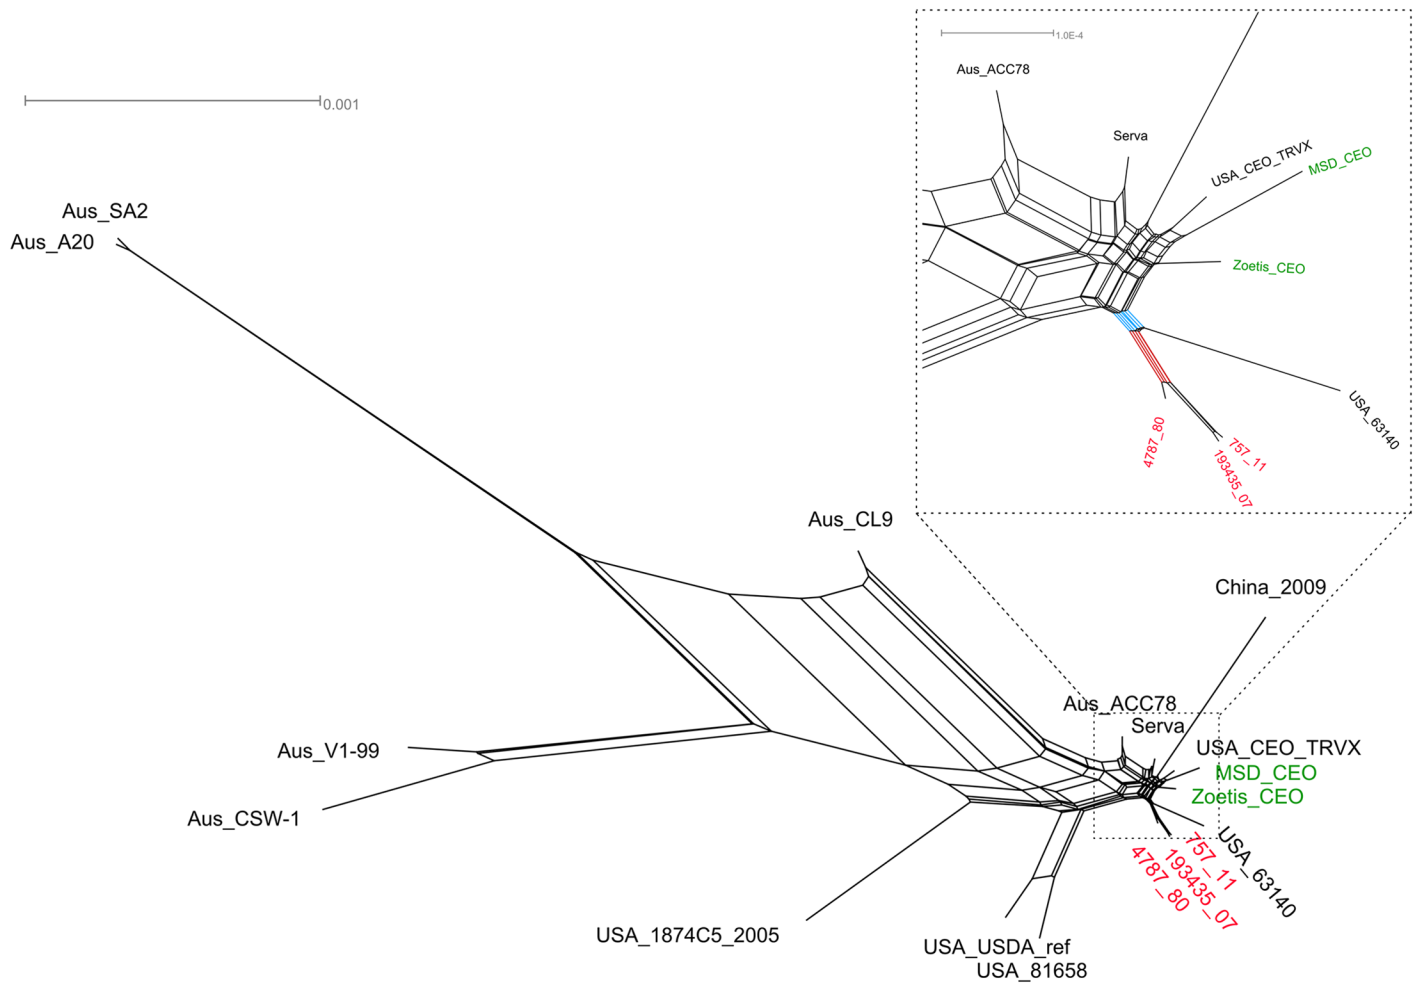 1.0E-4
Aus_ACC78
Serva
USA_CEO_TRVX
MSD_CEO
Zoetis_CEO
USA_63140
4787_80
757_11
193435_07
0.001
Aus_SA2
Aus_A20
Aus_CL9
China_2009
Aus_ACC78
Serva
USA_CEO_TRVX
MSD_CEO
Zoetis_CEO
Aus_V1-99
Aus_CSW-1
757_11
USA_63140
193435_07
4787_80
USA_1874C5_2005
USA_USDA_ref
USA_81658